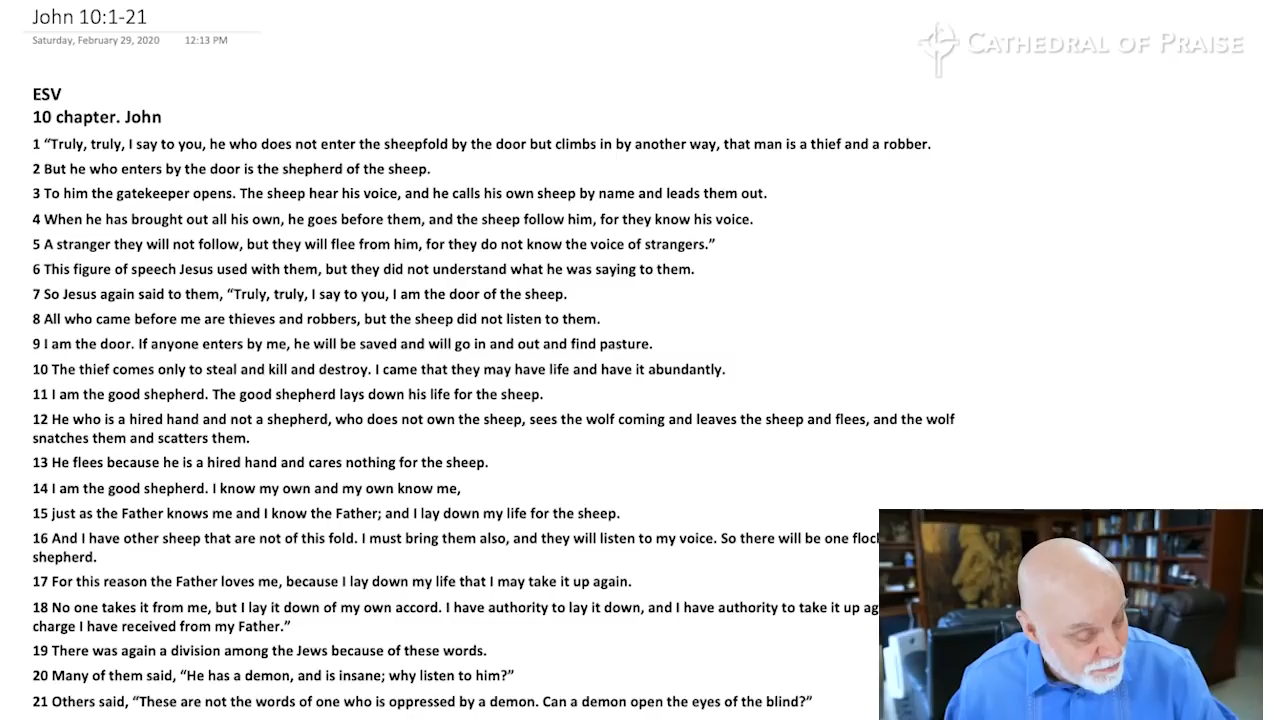 John 10:1-21
Saturday, February 29, 2020 12:13 PM
CATHEDRAL OF PRAISE
ESV
10 chapter. John
1 “Truly, truly, I say to you, he who does not enter the sheepfold by the door but climbs in by another way, that man is a thief and a robber.
2 But he who enters by the door is the shepherd of the sheep.
3 To him the gatekeeper opens. The sheep hear his voice, and he calls his own sheep by name and leads them out.
4 When he has brought out all his own, he goes before them, and the sheep follow him, for they know his voice.
5 A stranger they will not follow, but they will flee from him, for they do not know the voice of strangers.”
6 This figure of speech Jesus used with them, but they did not understand what he was saying to them.
7 So Jesus again said to them, “Truly, truly, I say to you, I am the door of the sheep.
8 All who came before me are thieves and robbers, but the sheep did not listen to them.
9 I am the door. If anyone enters by me, he will be saved and will go in and out and find pasture.
10 The thief comes only to steal and kill and destroy. I came that they may have life and have it abundantly.
11 I am the good shepherd. The good shepherd lays down his life for the sheep.
12 He who is a hired hand and not a shepherd, who does not own the sheep, sees the wolf coming and leaves the sheep and flees, and the wolf
snatches them and scatters them.
13 He flees because he is a hired hand and cares nothing for the sheep.
14 I am the good shepherd. I know my own and my own know me,
15 just as the Father knows me and I know the Father; and I lay down my life for the sheep.
16 And I have other sheep that are not of this fold. I must bring them also, and they will listen to my voice. So there will be one
shepherd.
17 For this reason the Father loves me, because I lay down my life that I may take it up again.
18 No one takes it from me, but I lay it down of my own accord. I have authority to lay it down, and I have authority to take it up
charge I have received from my Father.”
19 There was again a division among the Jews because of these words.
20 Many of them said, “He has a demon, and is insane; why listen to him?”
21 Others said, “These are not the words of one who is oppressed by a demon. Can a demon open the eyes of the blind?”